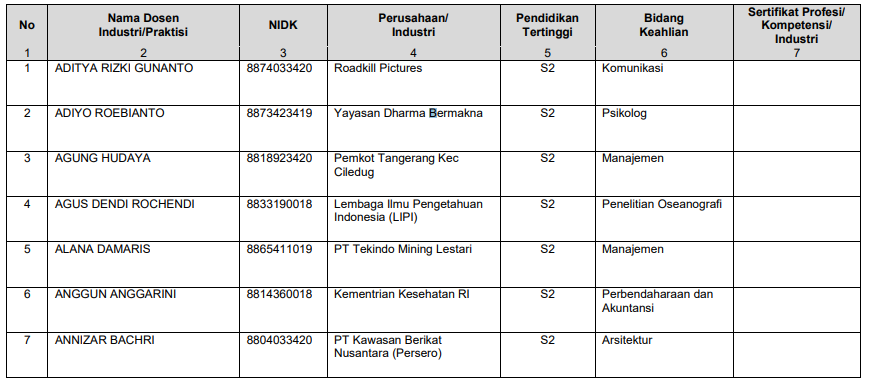 No Nama Dosen Industri/Praktisi NIDK Perusahaan/ Industri Pendidikan Tertinggi Bidang Keahlian Sertifikat Profesi/ Kompetensi/ Industri
1 2 3 4 5 6 7
1 ADITYA RIZKI GUNANTO 8874033420 Roadkill Pictures S2 Komunikasi
2 ADIYO ROEBIANTO 8873423419 Yayasan Dharma Bermakna S2 Psikolog
3 AGUNG HUDAYA 8818923420 Pemkot Tangerang Kec S2 Manajemen
Ciledug
4 AGUS DENDI ROCHENDI 8833190018 Lembaga Ilmu Pengetahuan S2 Penelitian Oseanografi
Indonesia (LIPI)
5 ALANA DAMARIS 8865411019 PT Tekindo Mining Lestari S2 Manajemen
6 ANGGUN ANGGARINI 8814360018 Kementrian Kesehatan RI S2 Perbendaharaan dan
Akuntansi
7 ANNIZAR BACHRI 8804033420 PT Kawasan Berikat S2 Arsitektur
Nusantara (Persero)